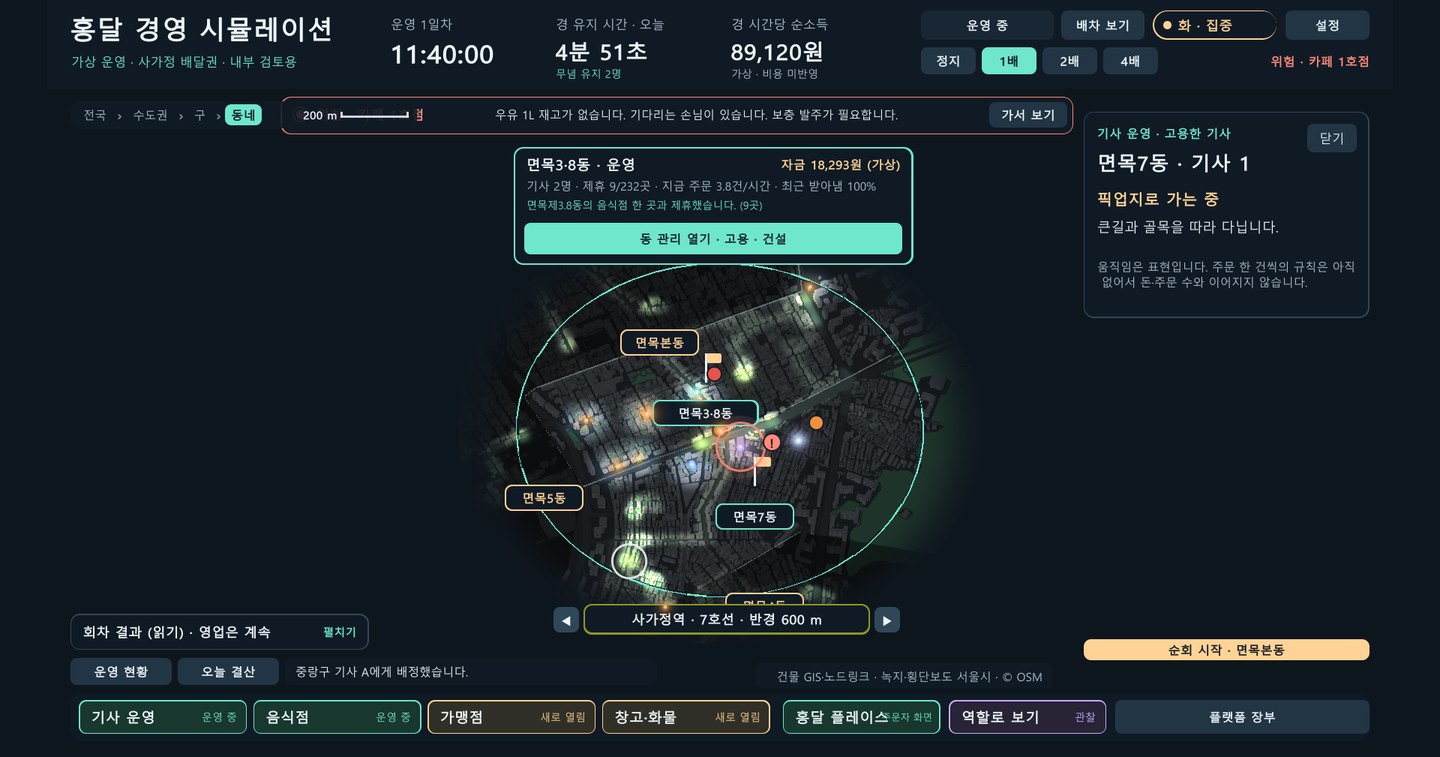 홍달 경영 시뮬레이션
가상 운영 · 사가정 배달권 · 내부 검토용
운영 1일차
11:40:00
경 유지 시간 · 오늘
4분 51초
무냄 유지 2명
경 시간당 순소득
89,120원
가상 · 비용 미반영
운영 중
배차 보기
화 · 집중
설정
정지
1배
2배
4배
위험 · 카페 1호점
전국 › 수도권 › 구 › 동네
200 m
우유 1L 재고가 없습니다. 기다리는 손님이 있습니다. 보충 발주가 필요합니다.
가서 보기
면목3·8동 · 운영
자금 18,293원 (가상)
기사 2명 · 제휴 9/232곳 · 지금 주문 3.8건/시간 · 최근 받아냄 100%
면목제3.8동의 음식점 한 곳과 제휴했습니다. (9곳)
동 관리 열기 · 고용 · 건설
기사 운영 · 고용한 기사
닫기
면목7동 · 기사 1
픽업지로 가는 중
큰길과 골목을 따라 다닙니다.
움직임은 표현입니다. 주문 한 건씩의 규칙은 아직
없어서 돈·주문 수와 이어지지 않습니다.
면목본동
면목3·8동
!
면목5동
면목7동
◀
사가정역 · 7호선 · 반경 600 m
▶
회차 결과 (읽기) · 영업은 계속
펼치기
순회 시작 · 면목본동
운영 현황
오늘 결산
중랑구 기사 A에게 배정했습니다.
건물 GIS·노드링크 · 녹지·횡단보도 서울시 · © OSM
기사 운영
운영 중
음식점
운영 중
가맹점
새로 열림
창고·화물
새로 열림
홍달 플레이스
화면
역할로 보기
관찰
플랫폼 장부